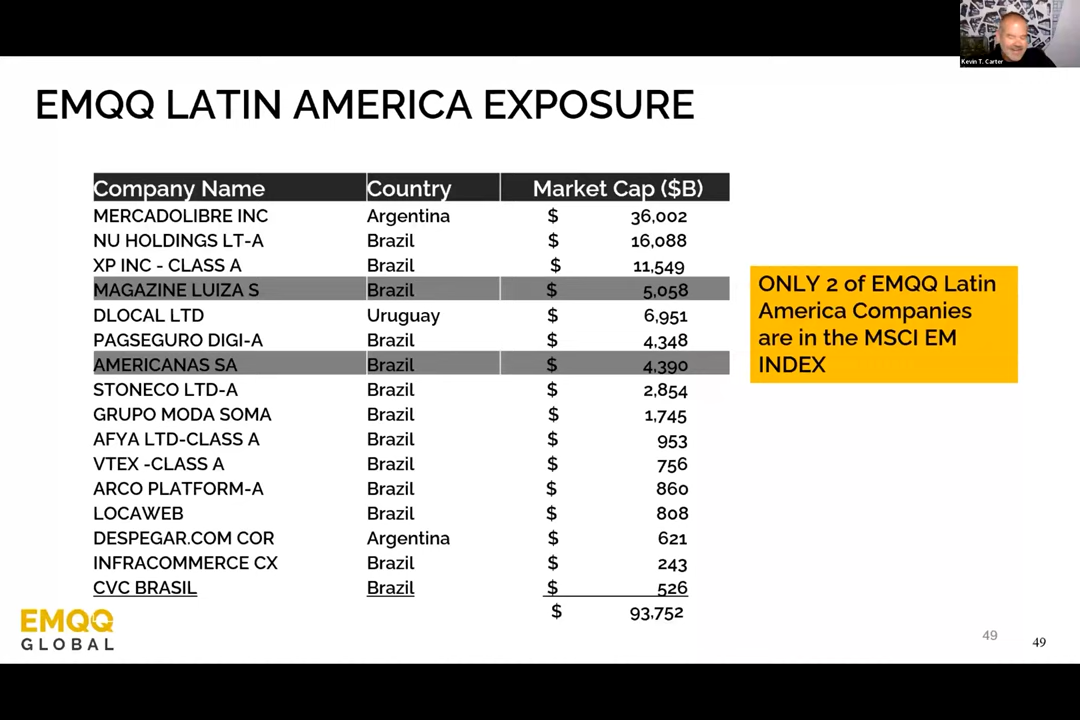 Kevin T. Carter
EMQQ LATIN AMERICA EXPOSURE
Company Name Country Market Cap ($B)
MERCADOLIBRE INC Argentina $ 36,002
NU HOLDINGS LT-A Brazil $ 16,088
XP INC - CLASS A Brazil $ 11,549
MAGAZINE LUIZA S Brazil $ 5,058
DLOCAL LTD Uruguay $ 6,951
PAGSEGURO DIGI-A Brazil $ 4,348
AMERICANAS SA Brazil $ 4,390
STONECO LTD-A Brazil $ 2,854
GRUPO MODA SOMA Brazil $ 1,745
AFYA LTD-CLASS A Brazil $ 953
VTEX -CLASS A Brazil $ 756
ARCO PLATFORM-A Brazil $ 860
LOCAWEB Brazil $ 808
DESPEGAR.COM COR Argentina $ 621
INFRACOMMERCE CX Brazil $ 243
CVC BRASIL Brazil $ 526
$ 93,752
ONLY 2 of EMQQ Latin
America Companies
are in the MSCI EM
INDEX
EMQQ
GLOBAL
49
49